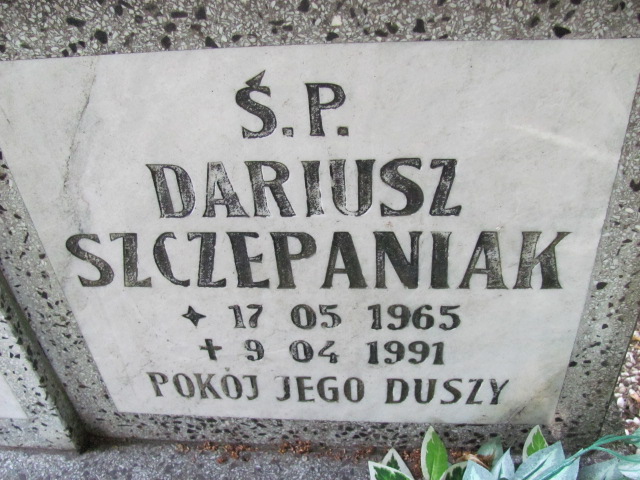 Ś.P.
DARIUSZ
SZCZEPANIAK
✦ 17 05 1965
+ 9 04 1991
POKÓJ JEGO DUSZY